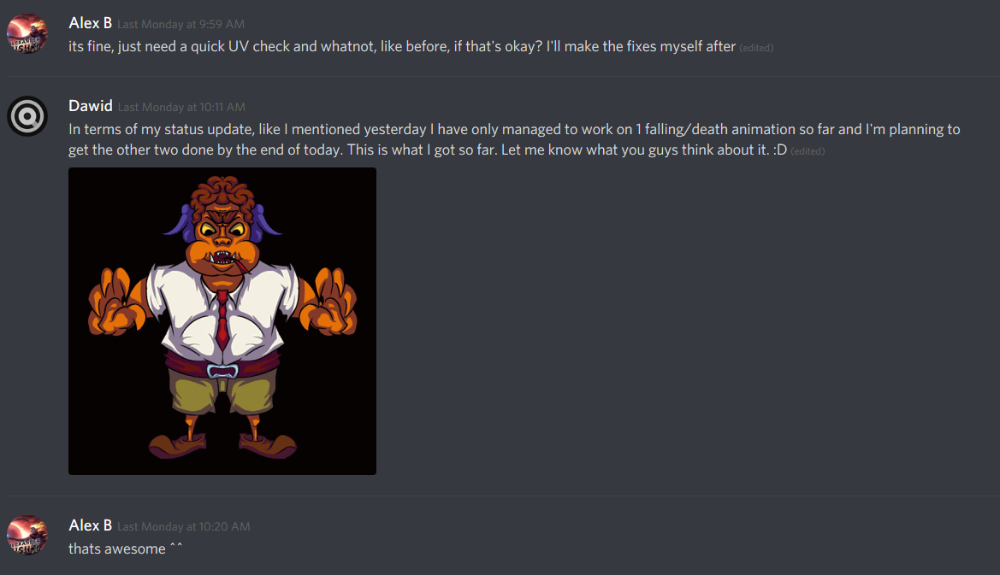 Alex B Last Monday at 9:59 AM
its fine, just need a quick UV check and whatnot, like before, if that's okay? I'll make the fixes myself after (edited)
Dawid Last Monday at 10:11 AM
In terms of my status update, like I mentioned yesterday I have only managed to work on 1 falling/death animation so far and I'm planning to
get the other two done by the end of today. This is what I got so far. Let me know what you guys think about it. :D (edited)
Alex B Last Monday at 10:20 AM
thats awesome ^^